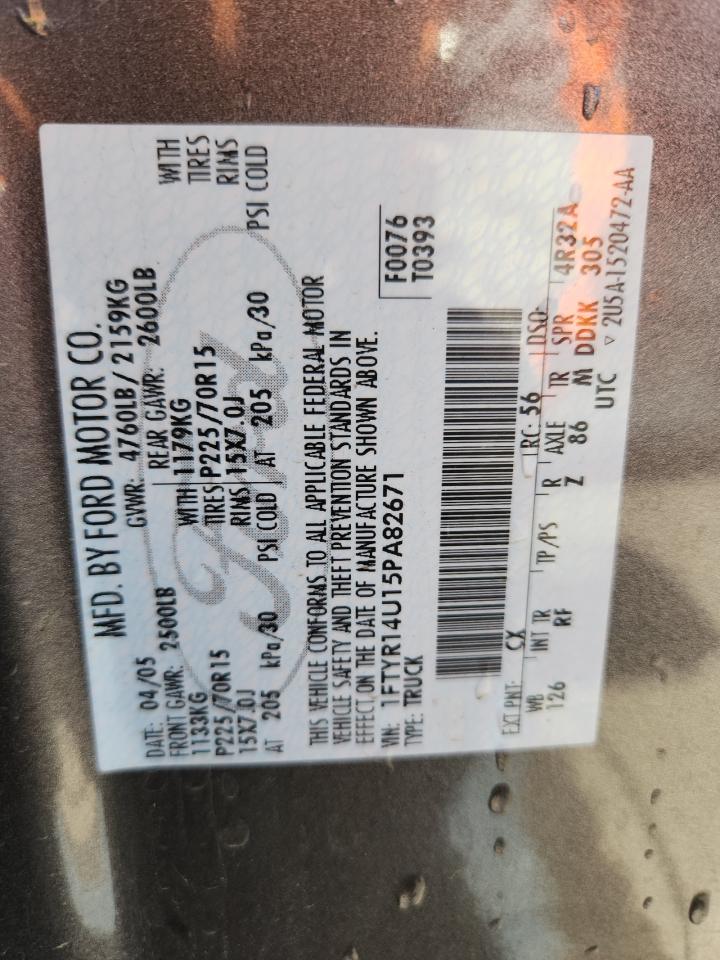 MFD. BY FORD MOTOR CO.
DATE: 04/05 GVWR: 4760LB/2159KG
FRONT GAWR: 2500LB REAR GAWR: 2600LB
1133KG WITH 1179KG WITH
P225/70R15 TIRES P225/70R15 TIRES
15X7.0J RIMS 15X7.0J RIMS
AT 205 kPa/30 PSI COLD AT 205 kPa/30 PSI COLD
THIS VEHICLE CONFORMS TO ALL APPLICABLE FEDERAL MOTOR
VEHICLE SAFETY AND THEFT PREVENTION STANDARDS IN
EFFECT ON THE DATE OF MANUFACTURE SHOWN ABOVE.
VIN: 1FTYR14U15PA82671
TYPE: TRUCK
F0076
T0393
EXT PNT: CX RC: 56 DSO:
WB INT TR TP/PS R AXLE TR SPR 4R32A
126 RF Z 86 M DDKK 305
UTC ▽ 2U5A-1520472-AA
Ford